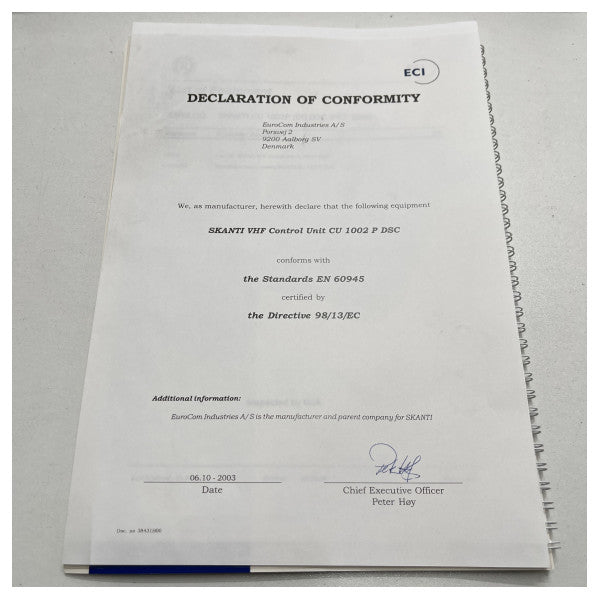 ECI
DECLARATION OF CONFORMITY
EuroCom Industries A/S
Porsvej 2
9200 Aalborg SV
Denmark
We, as manufacturer, herewith declare that the following equipment
SKANTI VHF Control Unit CU 1002 P DSC
conforms with
the Standards EN 60945
certified by
the Directive 98/13/EC
Additional information:
EuroCom Industries A/S is the manufacturer and parent company for SKANTI
06.10 - 2003
Date
Chief Executive Officer
Peter Høy
Doc. no